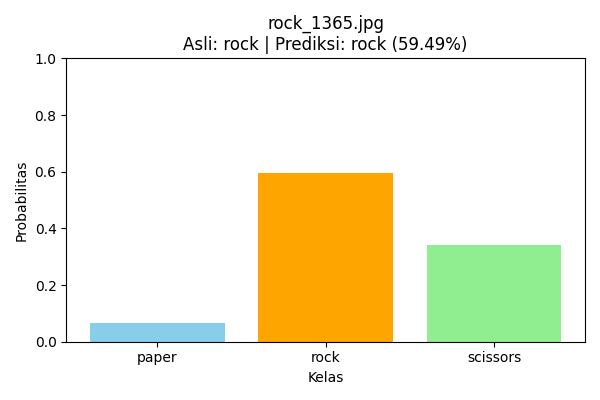 rock_1365.jpg
Asli: rock | Prediksi: rock (59.49%)
1.0
0.8
0.6
0.4
0.2
0.0
Probabilitas
paper
rock
scissors
Kelas